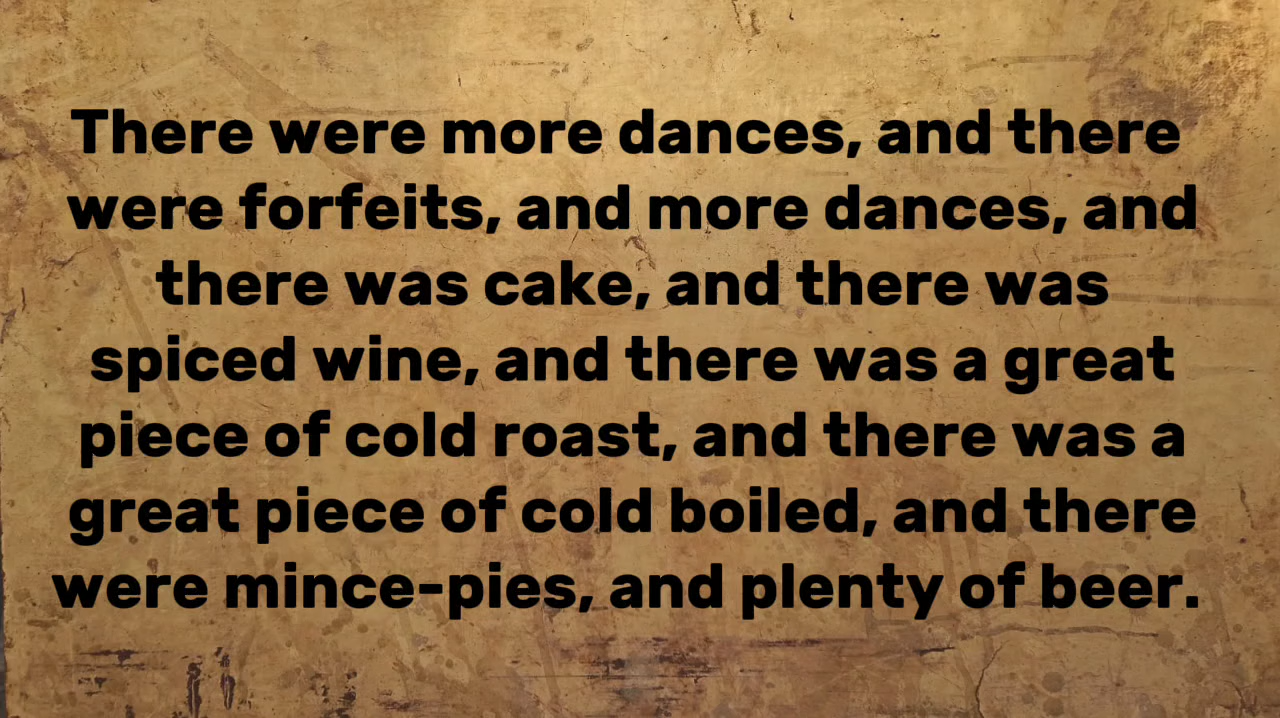 There were more dances, and there
were forfeits, and more dances, and
there was cake, and there was
spiced wine, and there was a great
piece of cold roast, and there was a
great piece of cold boiled, and there
were mince-pies, and plenty of beer.